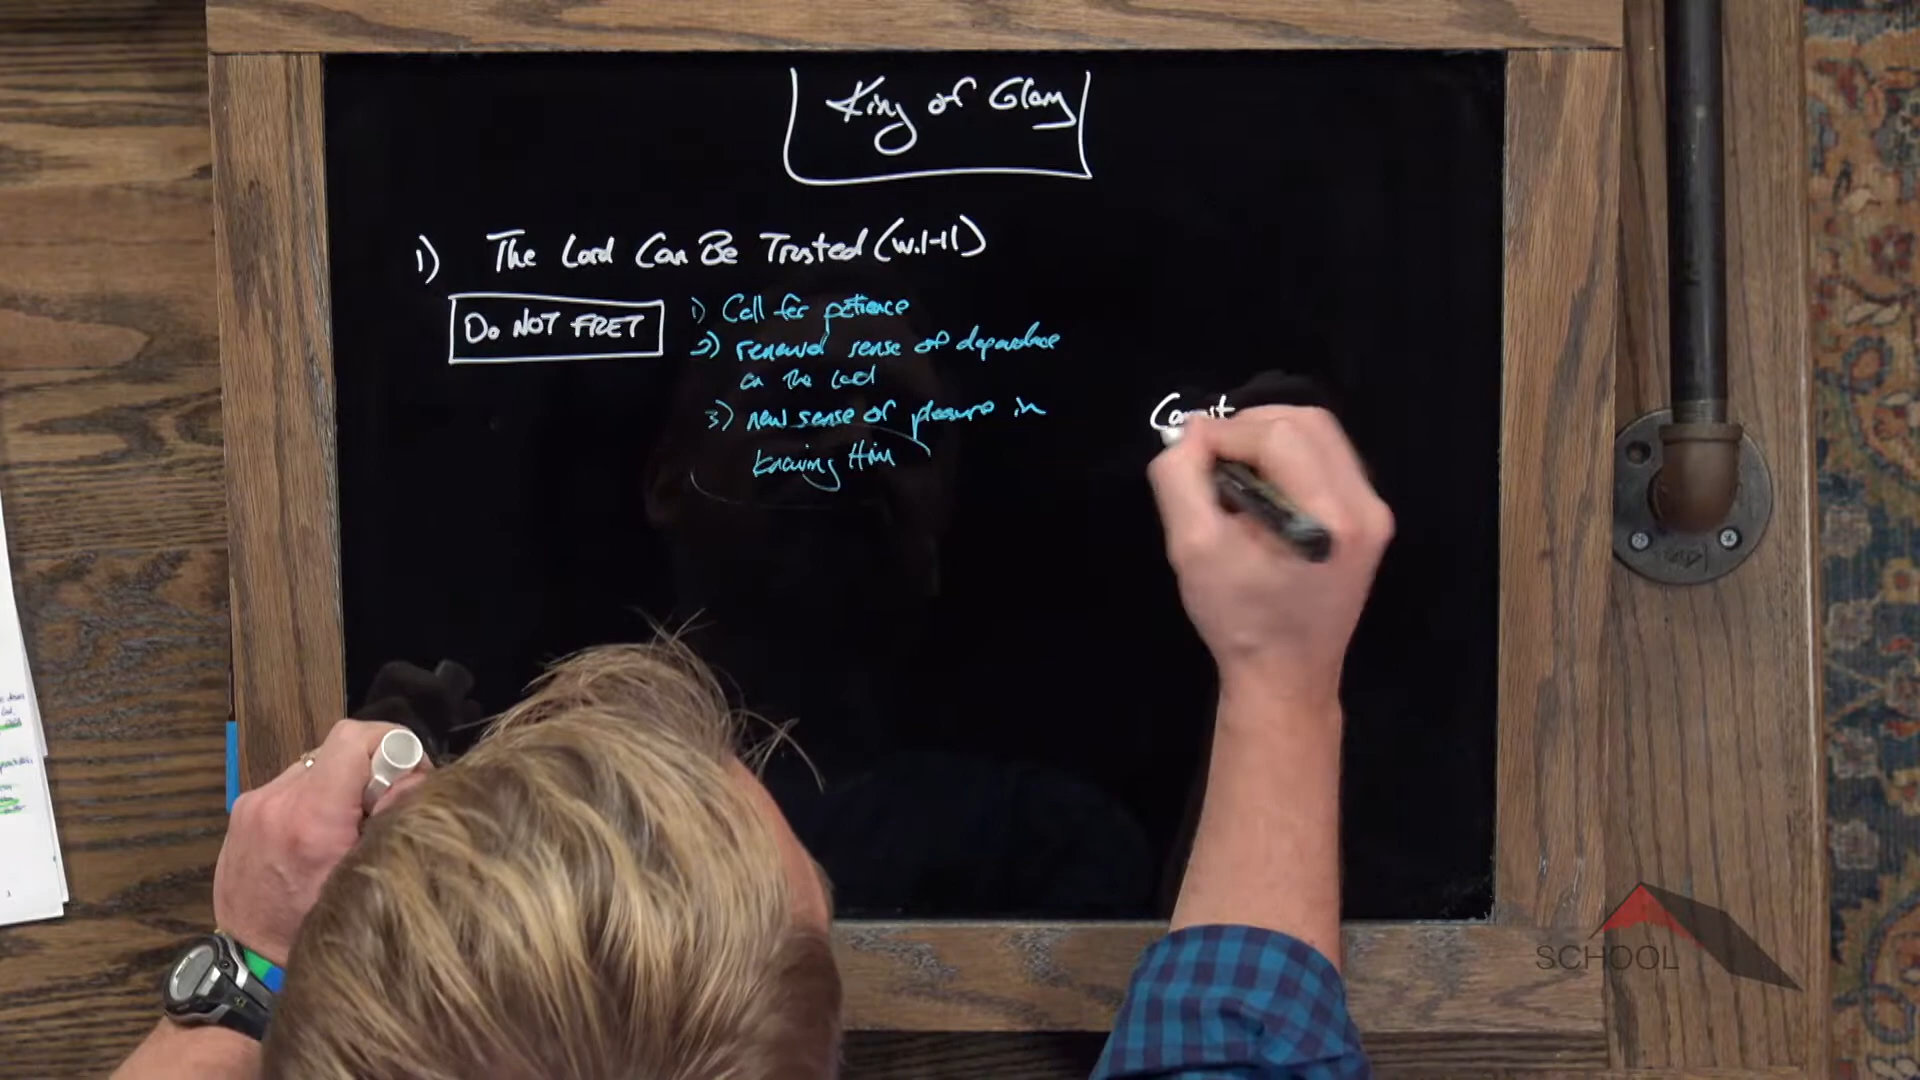 King of Glory
1) The Lord Can Be Trusted (vv.1-11)
DO NOT FRET
1) Call for patience
2) renewed sense of dependence
on the Lord
3) new sense of pleasure in
knowing Him
SCHOOL